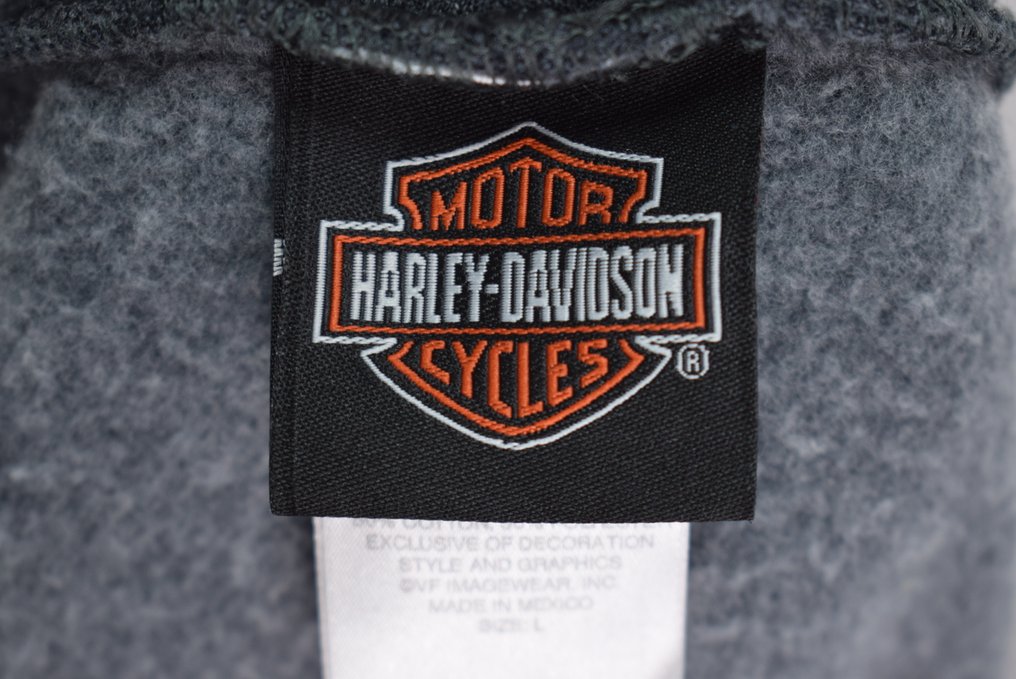 MOTOR
HARLEY-DAVIDSON
CYCLES
®
EXCLUSIVE OF DECORATION
STYLE AND GRAPHICS
©VF IMAGEWEAR, INC.
MADE IN MEXICO
SIZE: L